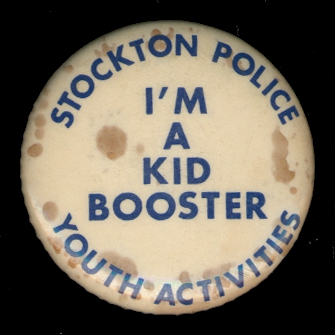 STOCKTON POLICE
I'M
A
KID
BOOSTER
YOUTH ACTIVITIES